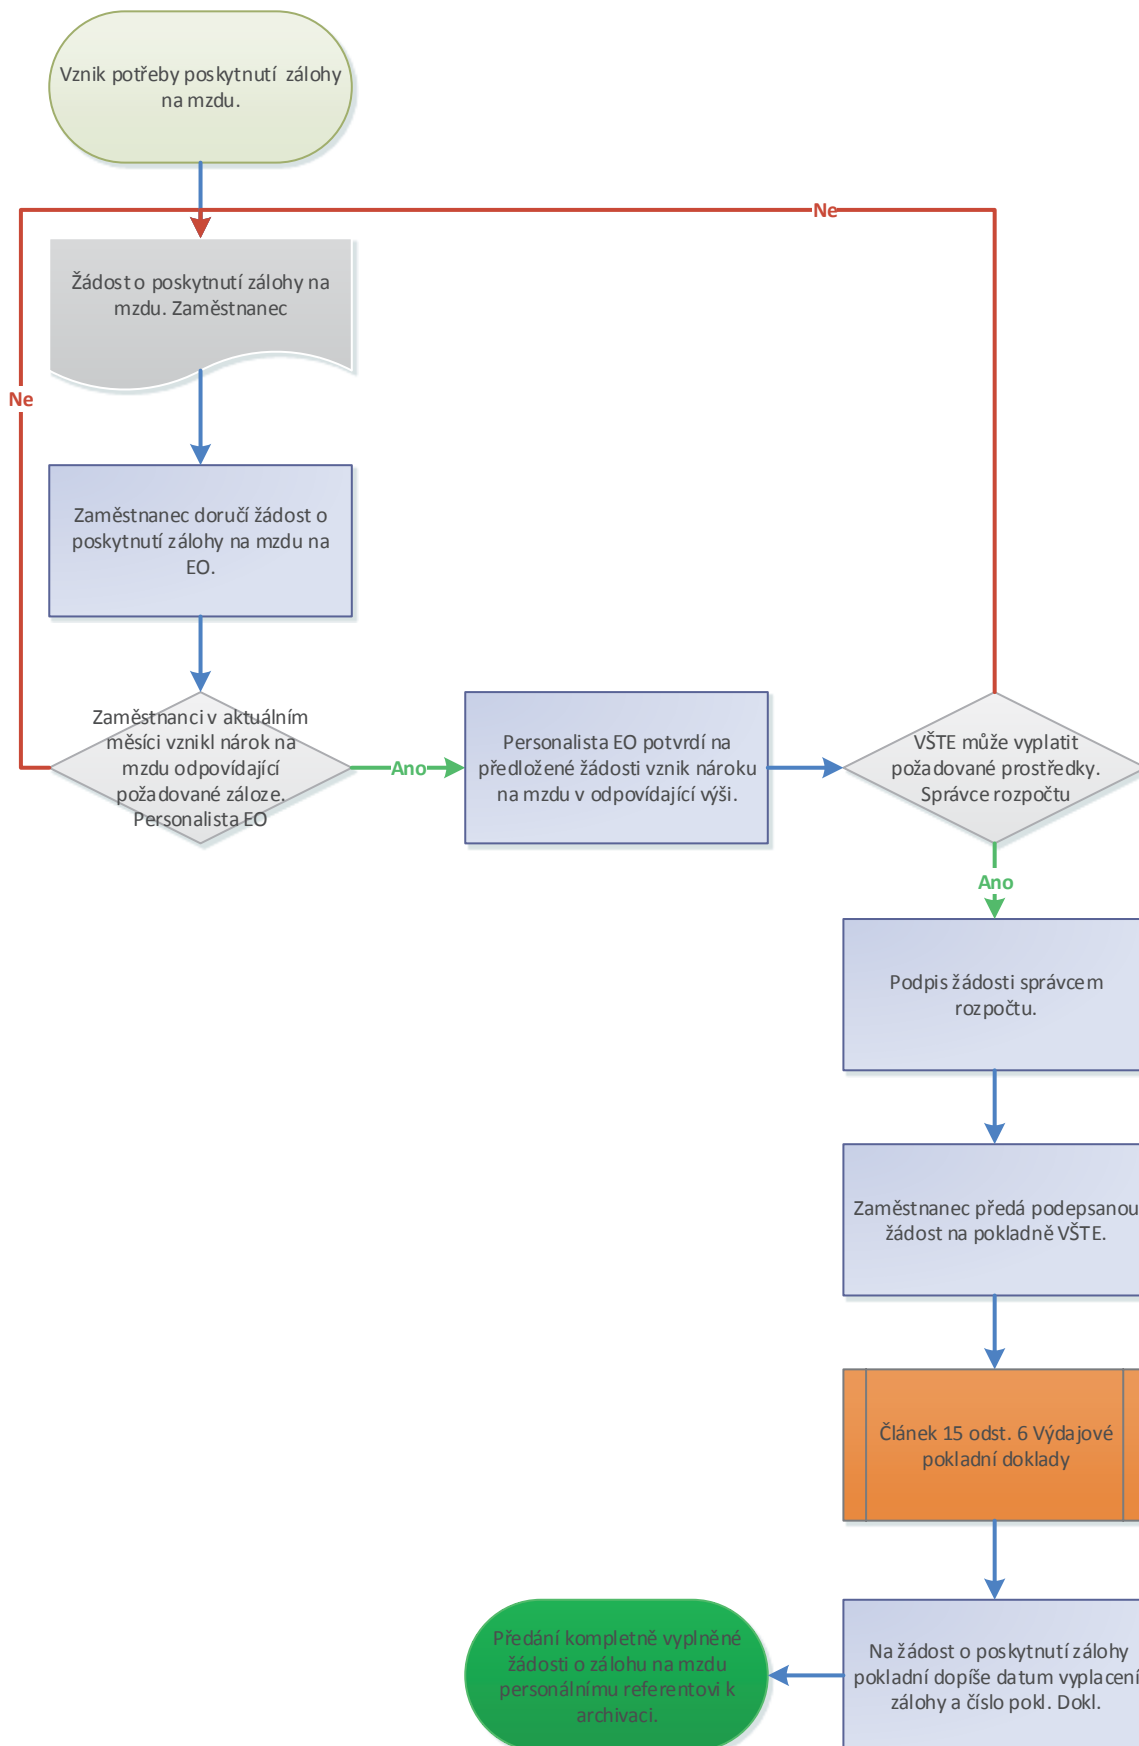 Vznik potřeby poskytnutí zálohy
na mzdu.
Ne
Žádost o poskytnutí zálohy na
mzdu. Zaměstnanec
Ne
Zaměstnanec doručí žádost o
poskytnutí zálohy na mzdu na
EO.
Zaměstnanci v aktuálním
měsíci vznikl nárok na
mzdu odpovídající
požadované záloze.
Personalista EO
Ano
Personalista EO potvrdí na
předložené žádosti vznik nároku
na mzdu v odpovídající výši.
VŠTE může vyplatit
požadované prostředky.
Správce rozpočtu
Ano
Podpis žádosti správcem
rozpočtu.
Zaměstnanec předá podepsanou
žádost na pokladně VŠTE.
Článek 15 odst. 6 Výdajové
pokladní doklady
Na žádost o poskytnutí zálohy
pokladní dopíše datum vyplacení
zálohy a číslo pokl. Dokl.
Předání kompletně vyplněné
žádosti o zálohu na mzdu
personálnímu referentovi k
archivaci.